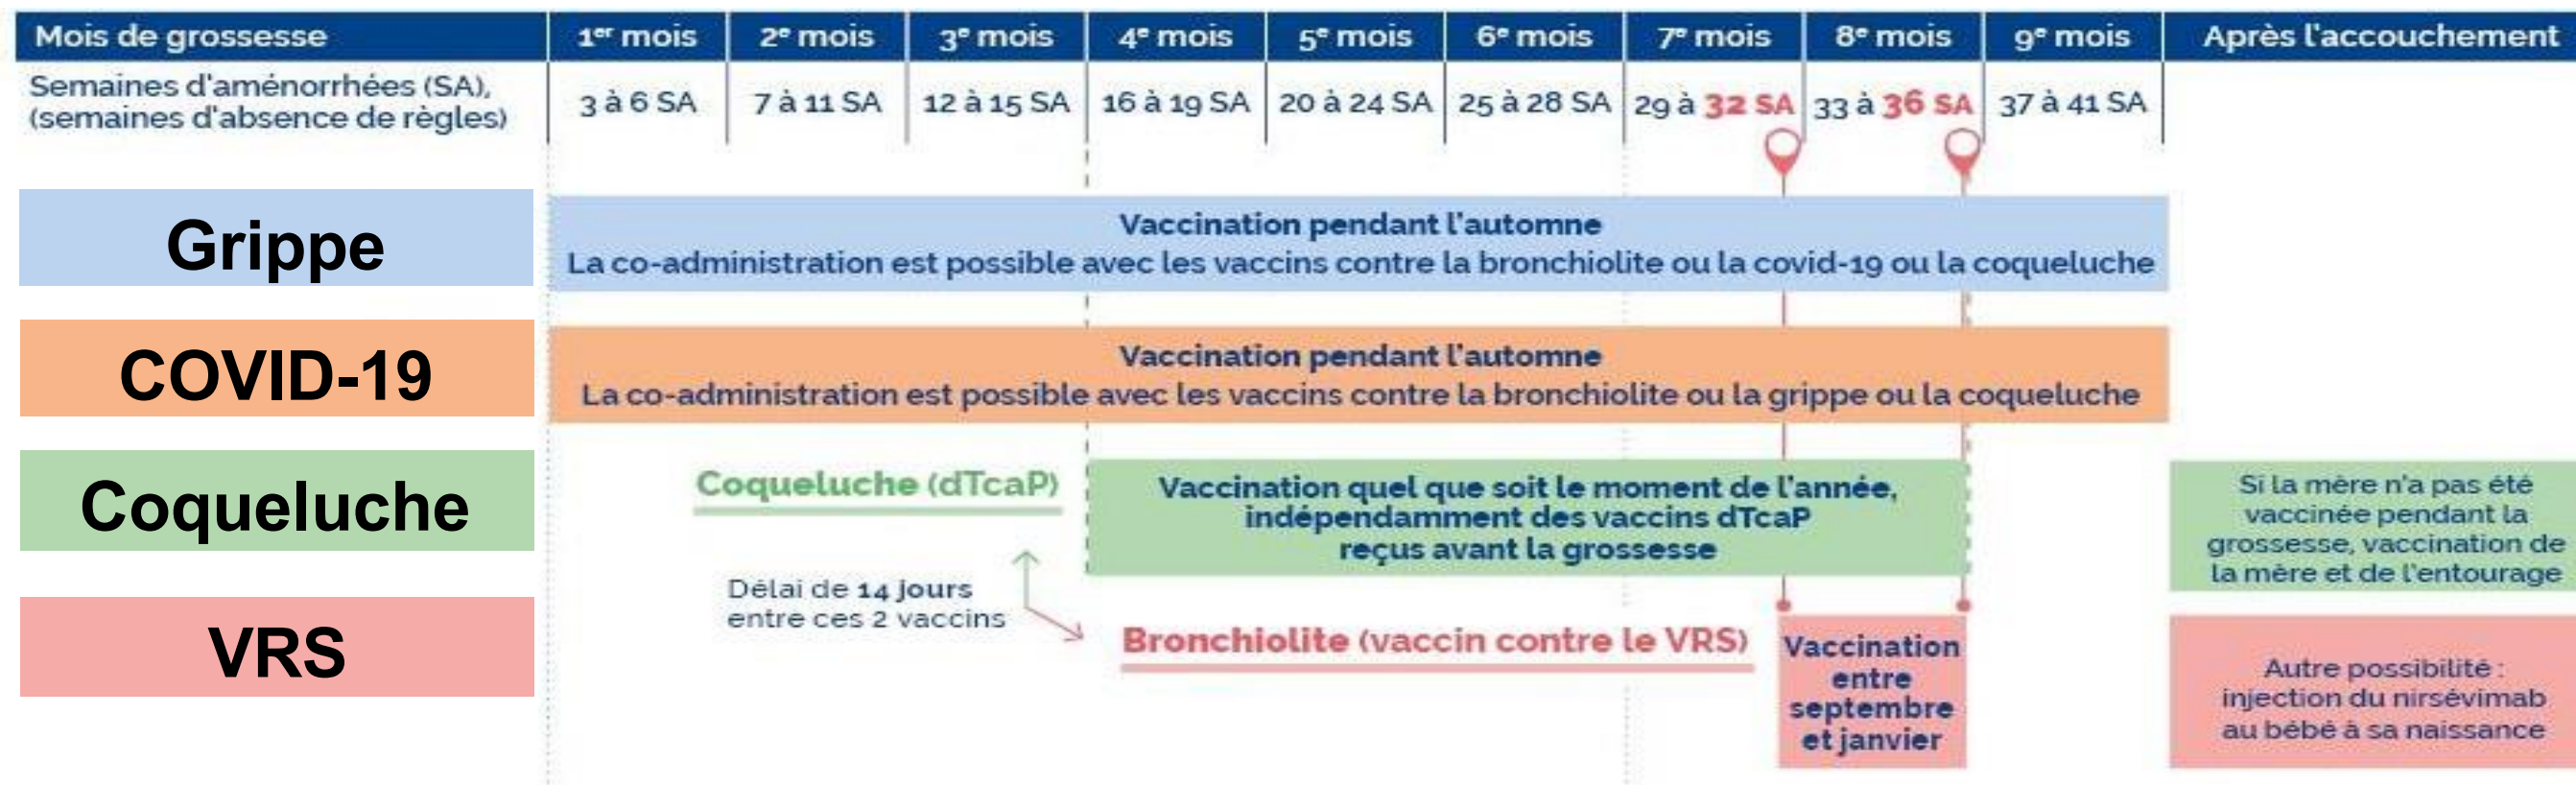 Mois de grossesse 1er mois 2e mois 3e mois 4e mois 5e mois 6e mois 7e mois 8e mois 9e mois Après l'accouchement
Semaines d'aménorrhées (SA),
(semaines d'absence de règles)
3 à 6 SA 7 à 11 SA 12 à 15 SA 16 à 19 SA 20 à 24 SA 25 à 28 SA 29 à 32 SA 33 à 36 SA 37 à 41 SA
Grippe
Vaccination pendant l'automne
La co-administration est possible avec les vaccins contre la bronchiolite ou la covid-19 ou la coqueluche
COVID-19
Vaccination pendant l'automne
La co-administration est possible avec les vaccins contre la bronchiolite ou la grippe ou la coqueluche
Coqueluche
Coqueluche (dTcaP)
Vaccination quel que soit le moment de l'année,
indépendamment des vaccins dTcaP
reçus avant la grossesse
Si la mère n'a pas été
vaccinée pendant la
grossesse, vaccination de
la mère et de l'entourage
Délai de 14 jours
entre ces 2 vaccins
VRS
Bronchiolite (vaccin contre le VRS)
Vaccination
entre
septembre
et janvier
Autre possibilité :
injection du nirsévimab
au bébé à sa naissance